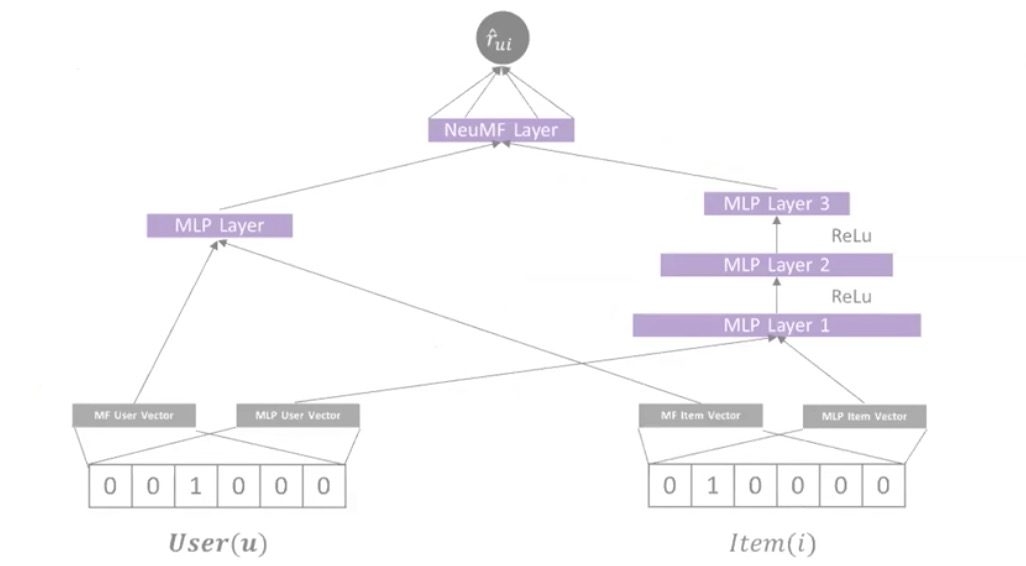 r̂ui
NeuMF Layer
MLP Layer 3
MLP Layer
ReLu
MLP Layer 2
ReLu
MLP Layer 1
MF User Vector
MLP User Vector
MF Item Vector
MLP Item Vector
0 0 1 0 0 0
0 1 0 0 0 0
User(u)
Item(i)